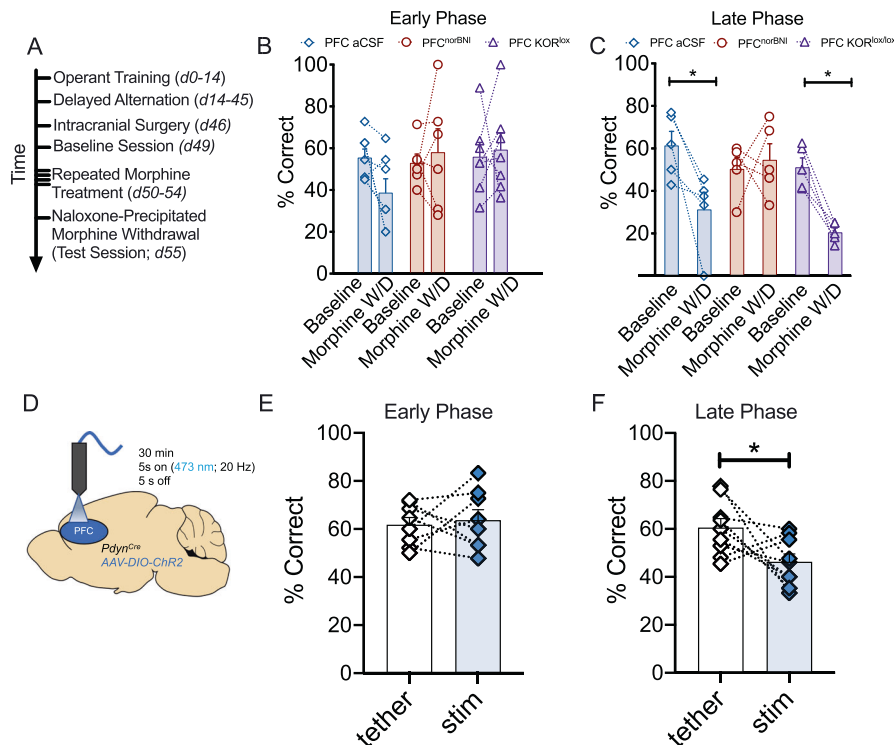 A
Time
Operant Training (d0-14)
Delayed Alternation (d14-45)
Intracranial Surgery (d46)
Baseline Session (d49)
Repeated Morphine
Treatment (d50-54)
Naloxone-Precipitated
Morphine Withdrawal
(Test Session; d55)
B
Early Phase
PFC aCSF
PFCnorBNI
PFC KORlox
% Correct
100
80
60
40
20
0
Baseline
Morphine W/D
Baseline
Morphine W/D
Baseline
Morphine W/D
C
Late Phase
PFC aCSF
PFCnorBNI
PFC KORlox/lox
% Correct
100
80
60
40
20
*
*
Baseline
Morphine W/D
Baseline
Morphine W/D
Baseline
Morphine W/D
D
30 min
5s on (473 nm; 20 Hz)
5 s off
PFC
PdynCre
AAV-DIO-ChR2
E
Early Phase
% Correct
100
80
60
40
20
0
tether
stim
F
Late Phase
% Correct
100
80
60
40
20
0
*
tether
stim